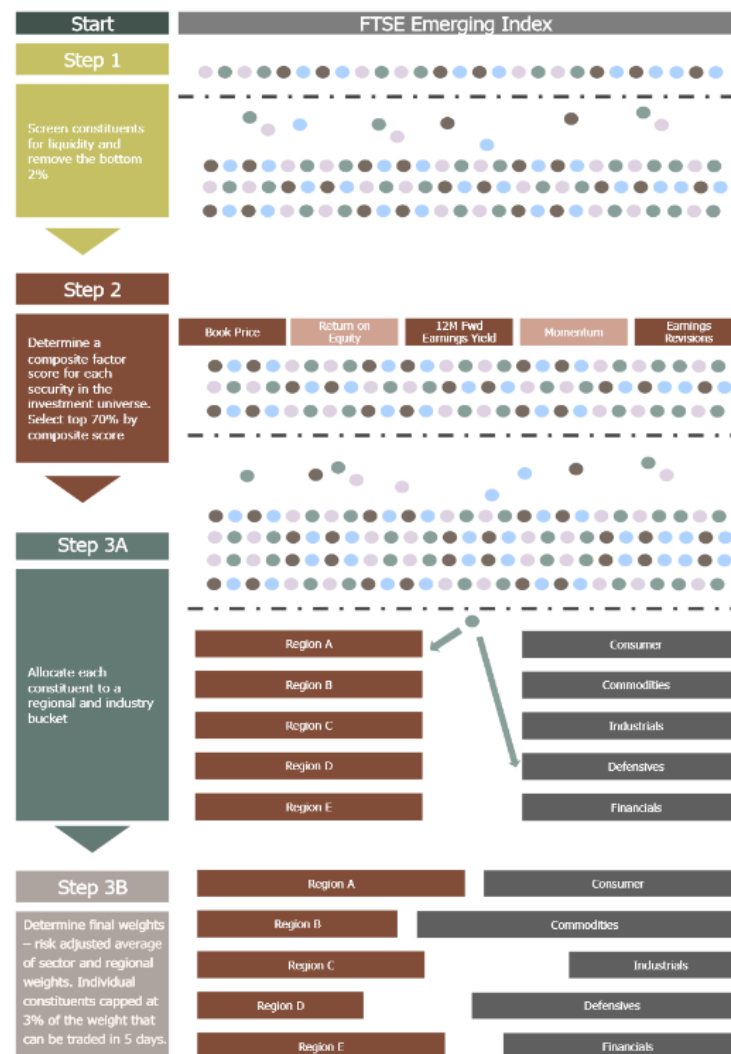 Start
FTSE Emerging Index
Step 1
Screen constituents
for liquidity and
remove the bottom
2%
Step 2
Determine a
composite factor
score for each
security in the
investment universe.
Select top 70% by
composite score
Book Price
Return on
Equity
12M Fwd
Earnings Yield
Momentum
Earnings
Revisions
Step 3A
Allocate each
constituent to a
regional and industry
bucket
Region A
Consumer
Region B
Commodities
Region C
Industrials
Region D
Defensives
Region E
Financials
Step 3B
Determine final weights
– risk adjusted average
of sector and regional
weights. Individual
constituents capped at
3% of the weight that
can be traded in 5 days.
Region A
Consumer
Region B
Commodities
Region C
Industrials
Region D
Defensives
Region E
Financials